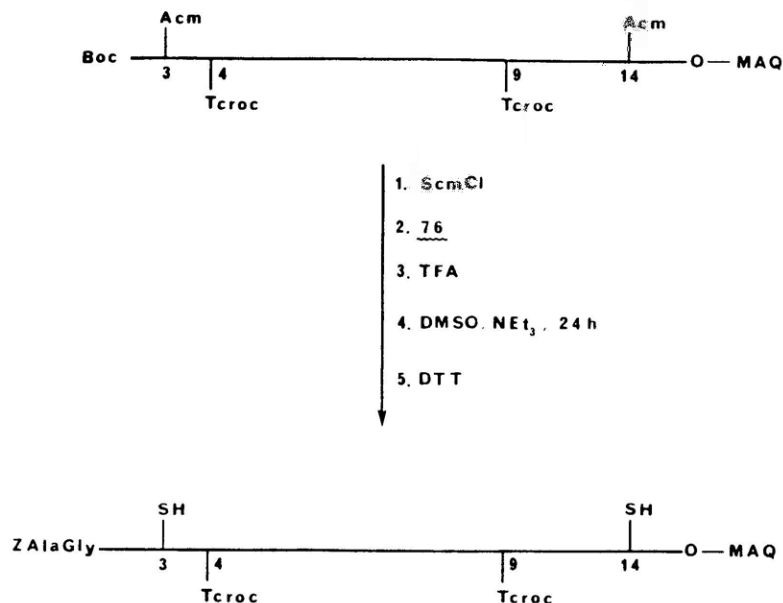 Acm Acm
Boc 3 4 9 14 O — MAQ
Tcroc Tcroc
1. ScmCl
2. 76
3. TFA
4. DMSO, NEt₃, 24h
5. DTT
SH SH
ZAlaGly 3 4 9 14 O — MAQ
Tcroc Tcroc